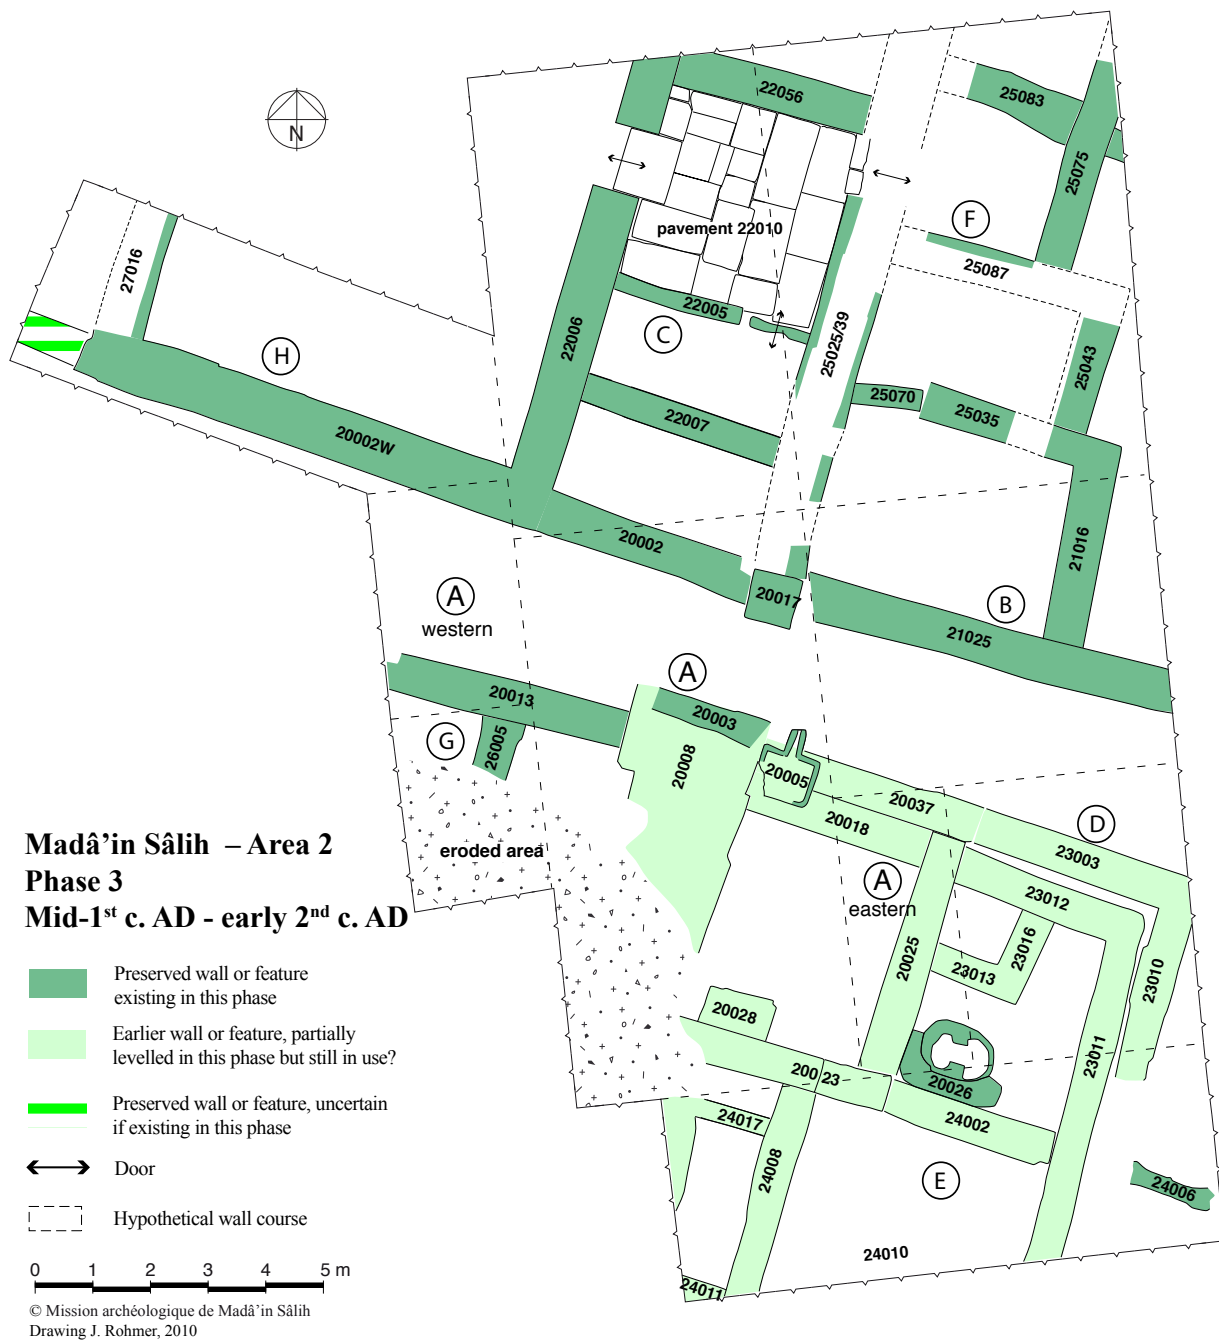 22056
25083
25075
N
F
pavement 22010
25087
27016
22005
C
22006
25025/39
H
25043
25070
25035
22007
20002W
20002
21016
20017
A
western
B
21025
20013
A
20003
G
26005
20008
20005
20037
20018
D
23003
eroded area
A
eastern
23012
23016
20025
23013
23010
20028
23011
20023
20026
24017
24002
24008
E
24006
24010
24011
Madâ’in Sâlih – Area 2
Phase 3
Mid-1st c. AD - early 2nd c. AD
Preserved wall or feature
existing in this phase
Earlier wall or feature, partially
levelled in this phase but still in use?
Preserved wall or feature, uncertain
if existing in this phase
Door
Hypothetical wall course
0 1 2 3 4 5 m
© Mission archéologique de Madâ’in Sâlih
Drawing J. Rohmer, 2010